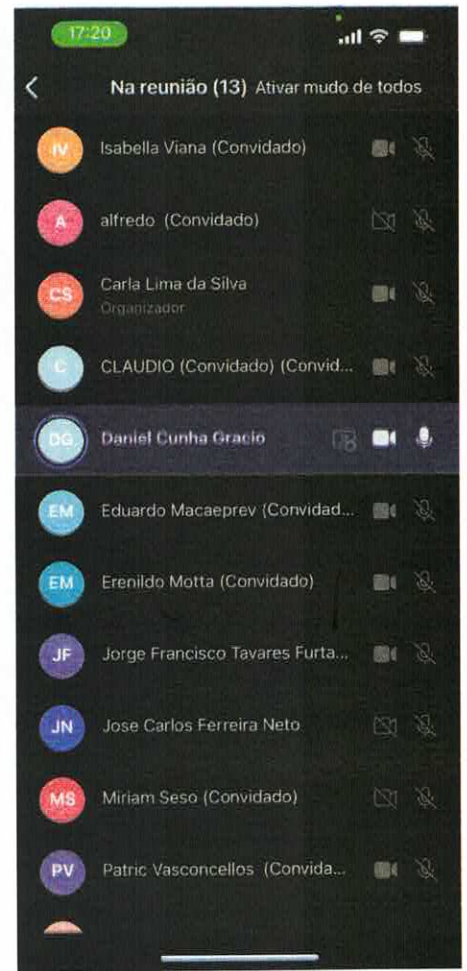 17:20
Na reunião (13) Ativar mudo de todos
IV Isabella Viana (Convidado)
A alfredo (Convidado)
CS Carla Lima da Silva
Organizador
C CLAUDIO (Convidado) (Convid...
DG Daniel Cunha Gracio
EM Eduardo Macaeprev (Convidad...
EM Erenildo Motta (Convidado)
JF Jorge Francisco Tavares Furta...
JN Jose Carlos Ferreira Neto
MS Miriam Seso (Convidado)
PV Patric Vasconcellos (Convida...